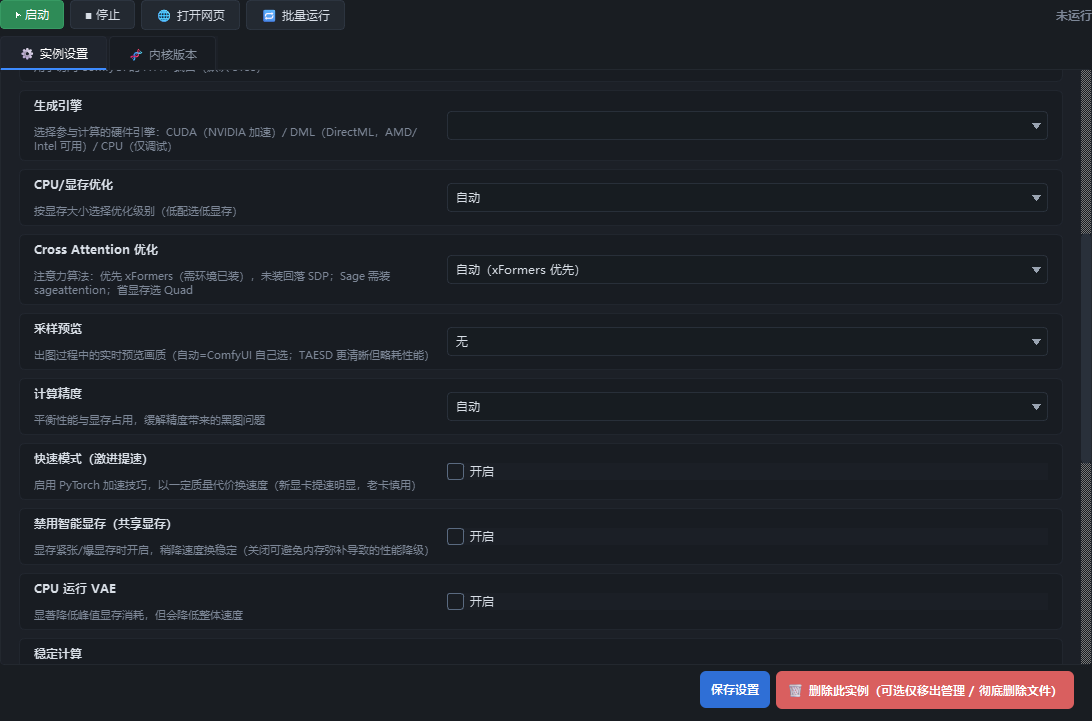 启动
停止
打开网页
批量运行
未运行
实例设置
内核版本
生成引擎
选择参与计算的硬件引擎：CUDA（NVIDIA 加速）/ DML（DirectML，AMD/
Intel 可用）/ CPU（仅调试）
CPU/显存优化
按显存大小选择优化级别（低配选低显存）
自动
Cross Attention 优化
注意力算法：优先 xFormers（需环境已装），未装回落 SDP；Sage 需装
sageattention；省显存选 Quad
自动（xFormers 优先）
采样预览
出图过程中的实时预览画质（自动=ComfyUI 自己选；TAESD 更清晰但略耗性能）
无
计算精度
平衡性能与显存占用，缓解精度带来的黑图问题
自动
快速模式（激进提速）
启用 PyTorch 加速技巧，以一定质量代价换速度（新显卡提速明显，老卡慎用）
开启
禁用智能显存（共享显存）
显存紧张/爆显存时开启，稍降速度换稳定（关闭可避免内存弥补导致的性能降级）
开启
CPU 运行 VAE
显著降低峰值显存消耗，但会降低整体速度
开启
稳定计算
保存设置
删除此实例（可选仅移出管理 / 彻底删除文件）